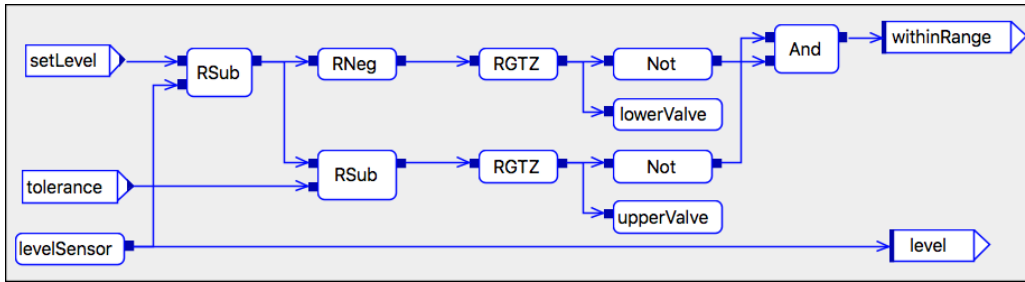 setLevel
RSub
RNeg
RGTZ
Not
And
withinRange
lowerValve
tolerance
RSub
RGTZ
Not
upperValve
levelSensor
level